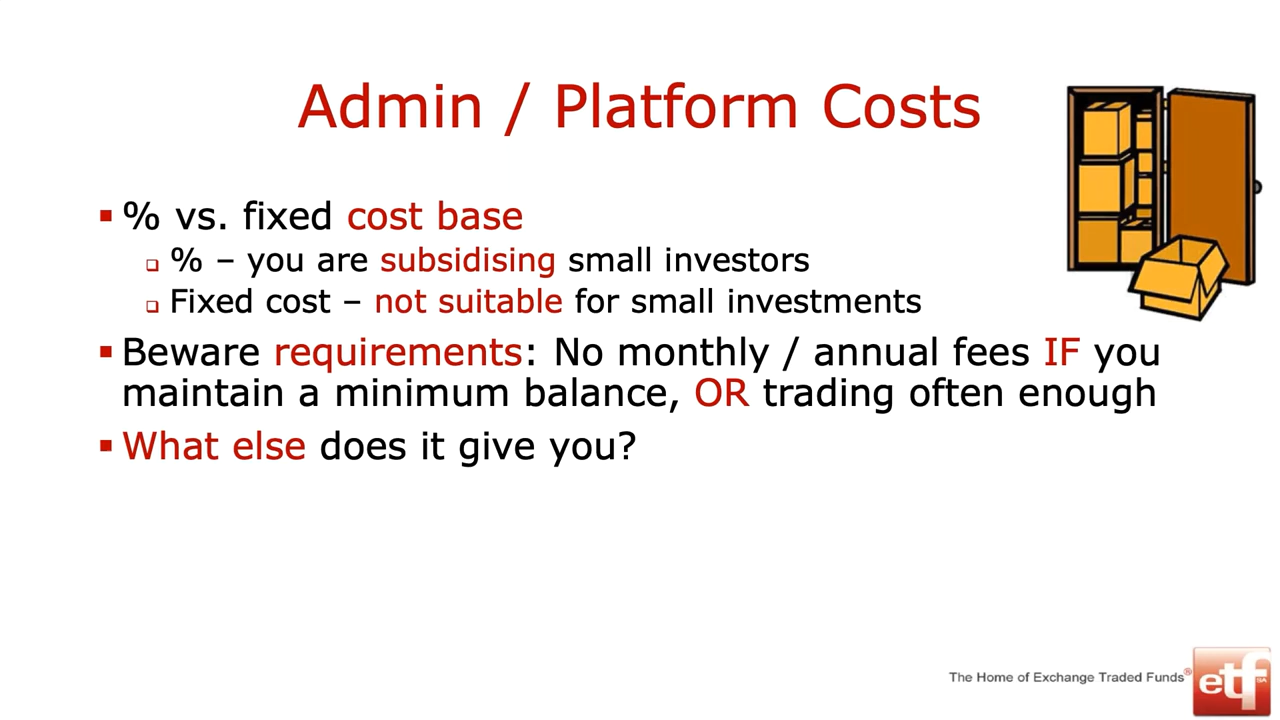 Admin / Platform Costs
% vs. fixed cost base
% – you are subsidising small investors
Fixed cost – not suitable for small investments
Beware requirements: No monthly / annual fees IF you
maintain a minimum balance, OR trading often enough
What else does it give you?
The Home of Exchange Traded Funds®
etf
SA